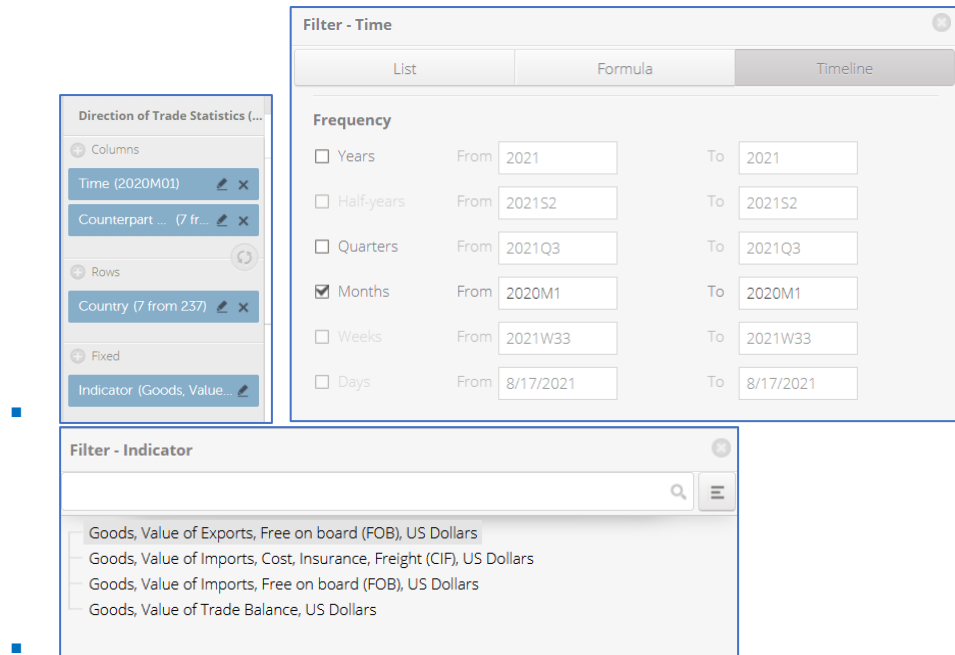 Direction of Trade Statistics (...
Columns
Time (2020M01)
Counterpart ... (7 fr...
Rows
Country (7 from 237)
Fixed
Indicator (Goods, Value...
Filter - Time
List Formula Timeline
Frequency
Years From 2021 To 2021
Half-years From 2021S2 To 2021S2
Quarters From 2021Q3 To 2021Q3
Months From 2020M1 To 2020M1
Weeks From 2021W33 To 2021W33
Days From 8/17/2021 To 8/17/2021
Filter - Indicator
Goods, Value of Exports, Free on board (FOB), US Dollars
Goods, Value of Imports, Cost, Insurance, Freight (CIF), US Dollars
Goods, Value of Imports, Free on board (FOB), US Dollars
Goods, Value of Trade Balance, US Dollars